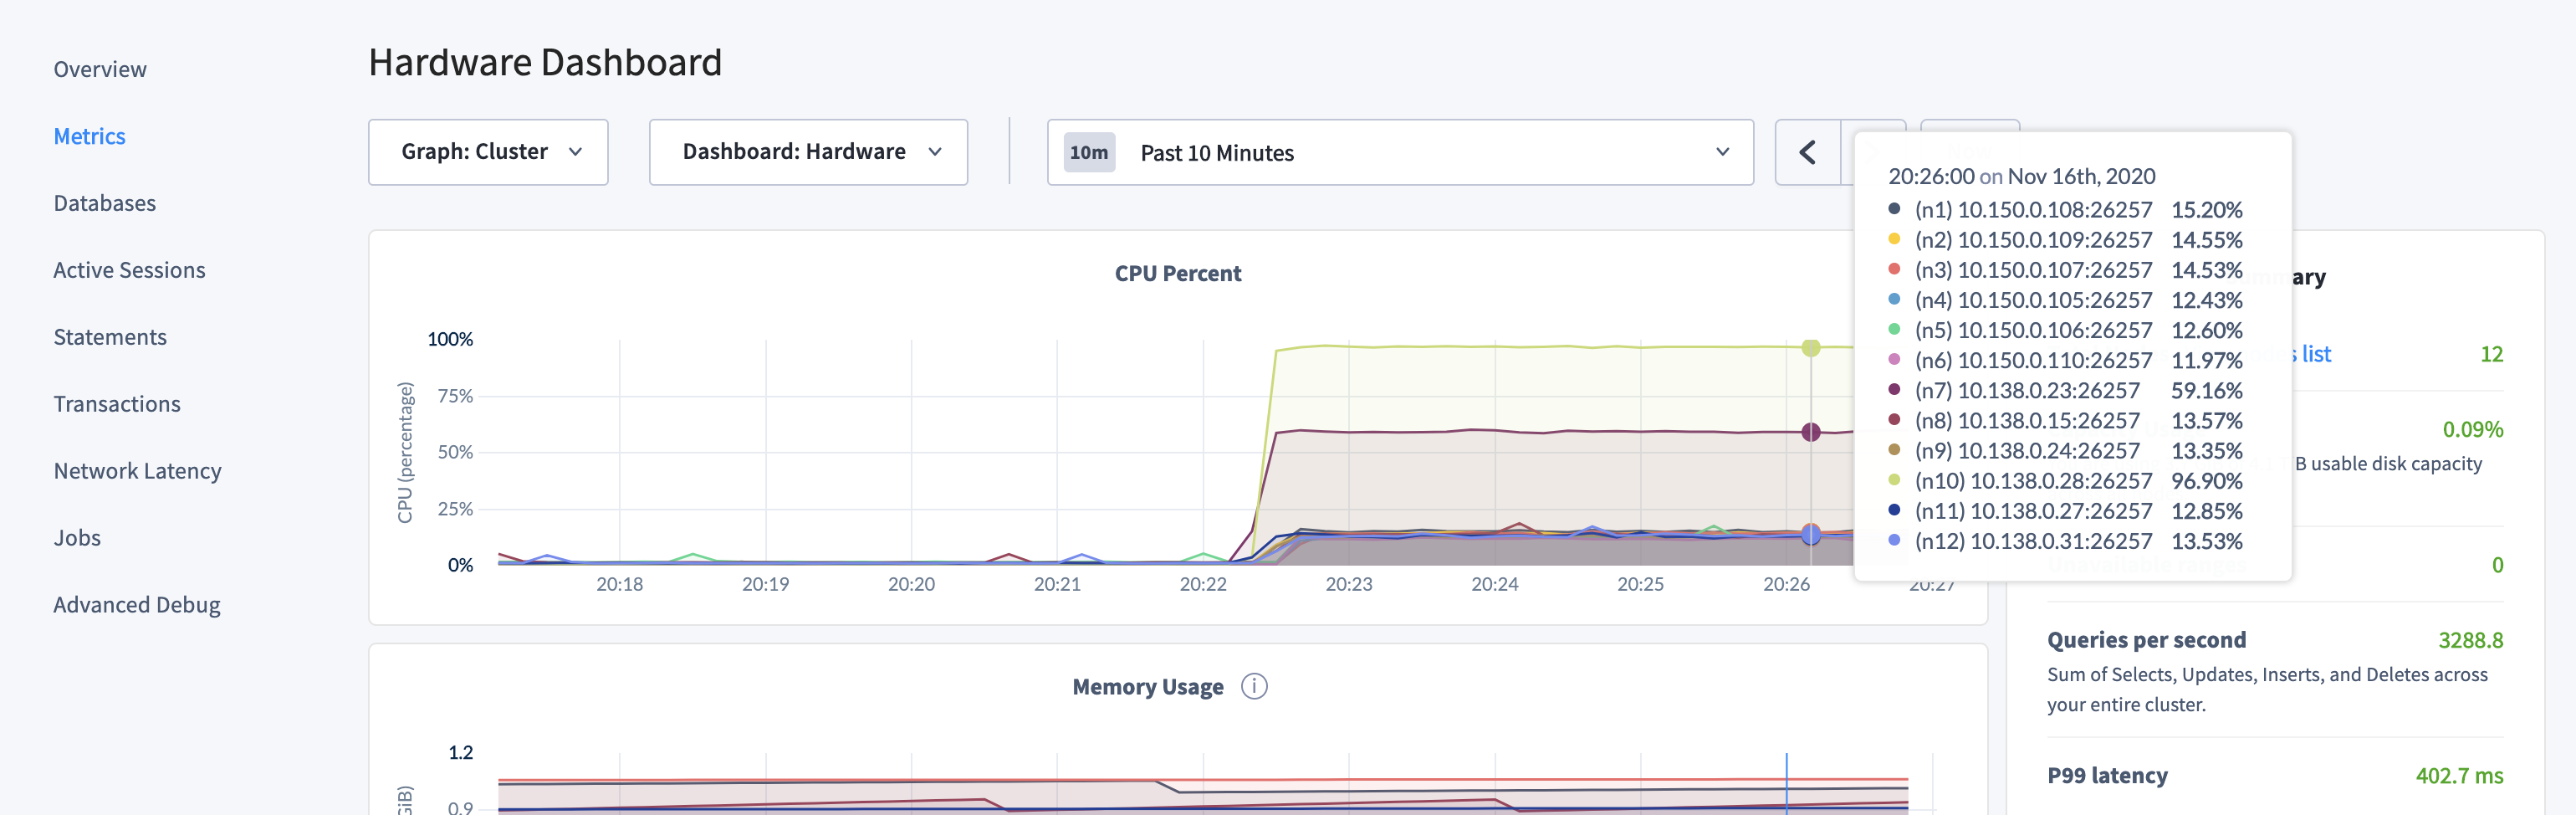 Overview
Metrics
Databases
Active Sessions
Statements
Transactions
Network Latency
Jobs
Advanced Debug
Hardware Dashboard
Graph: Cluster
Dashboard: Hardware
10m Past 10 Minutes
CPU Percent
CPU (percentage)
100%
75%
50%
25%
0%
20:18 20:19 20:20 20:21 20:22 20:23 20:24 20:25 20:26 20:27
20:26:00 on Nov 16th, 2020
(n1) 10.150.0.108:26257 15.20%
(n2) 10.150.0.109:26257 14.55%
(n3) 10.150.0.107:26257 14.53%
(n4) 10.150.0.105:26257 12.43%
(n5) 10.150.0.106:26257 12.60%
(n6) 10.150.0.110:26257 11.97%
(n7) 10.138.0.23:26257 59.16%
(n8) 10.138.0.15:26257 13.57%
(n9) 10.138.0.24:26257 13.35%
(n10) 10.138.0.28:26257 96.90%
(n11) 10.138.0.27:26257 12.85%
(n12) 10.138.0.31:26257 13.53%
list 12
0.09%
B usable disk capacity
Unavailable ranges 0
Queries per second 3288.8
Sum of Selects, Updates, Inserts, and Deletes across
your entire cluster.
P99 latency 402.7 ms
Memory Usage
1.2
0.9
GiB)